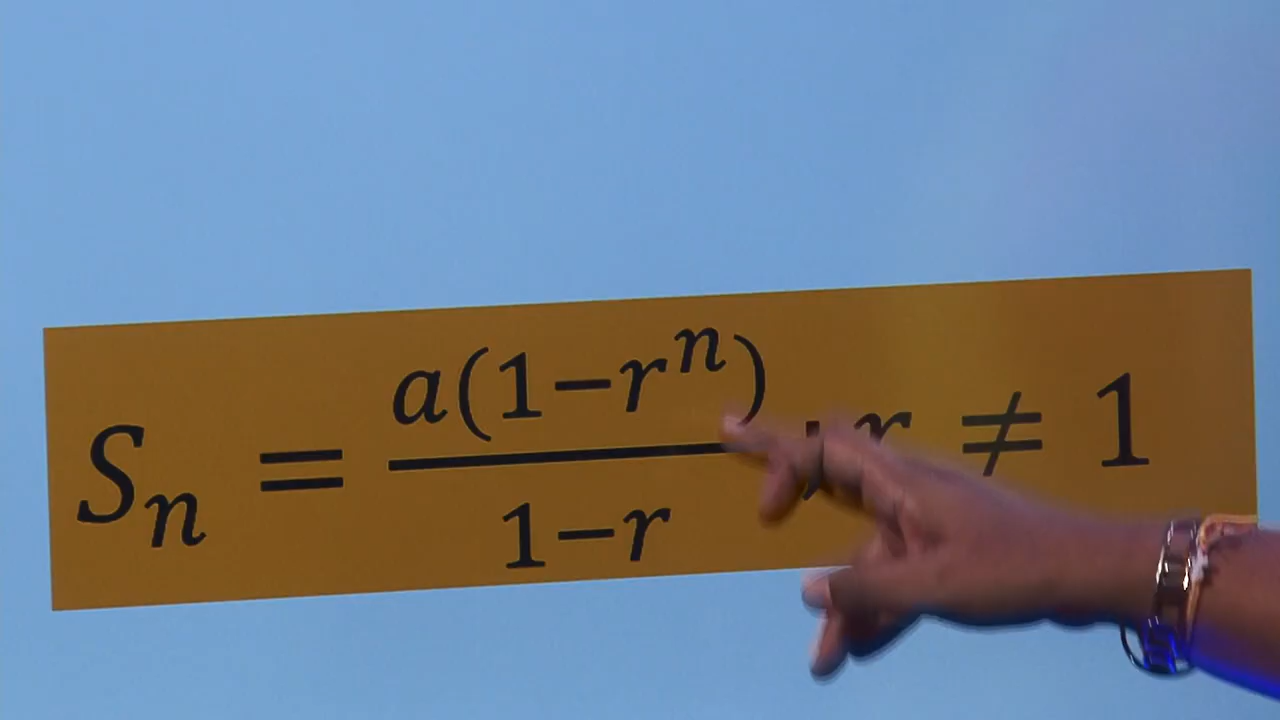 Sₙ = a(1−rⁿ) / 1−r ; r ≠ 1